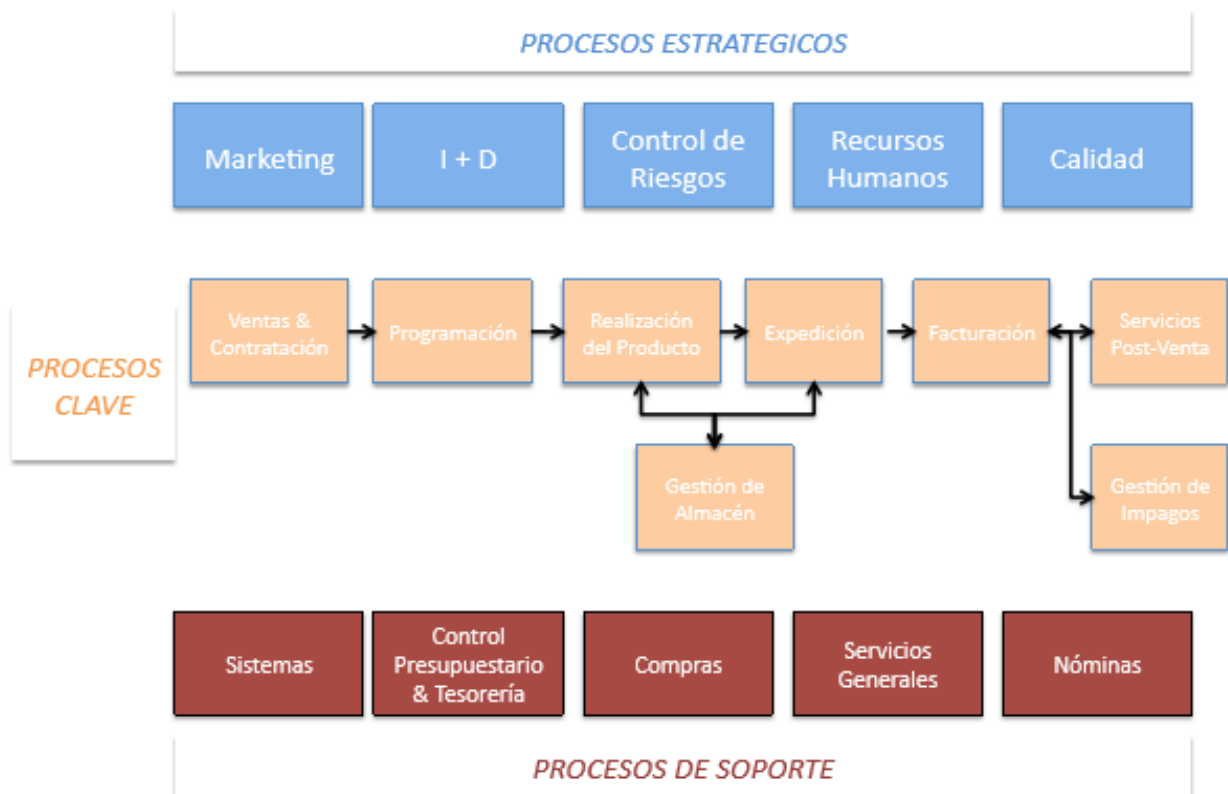 PROCESOS ESTRATEGICOS
Marketing
I + D
Control de
Riesgos
Recursos
Humanos
Calidad
PROCESOS
CLAVE
Ventas &
Contratación
Programación
Realización
del Producto
Expedición
Facturación
Servicios
Post-Venta
Gestión de
Almacén
Gestión de
Impagos
Sistemas
Control
Presupuestario
& Tesorería
Compras
Servicios
Generales
Nóminas
PROCESOS DE SOPORTE